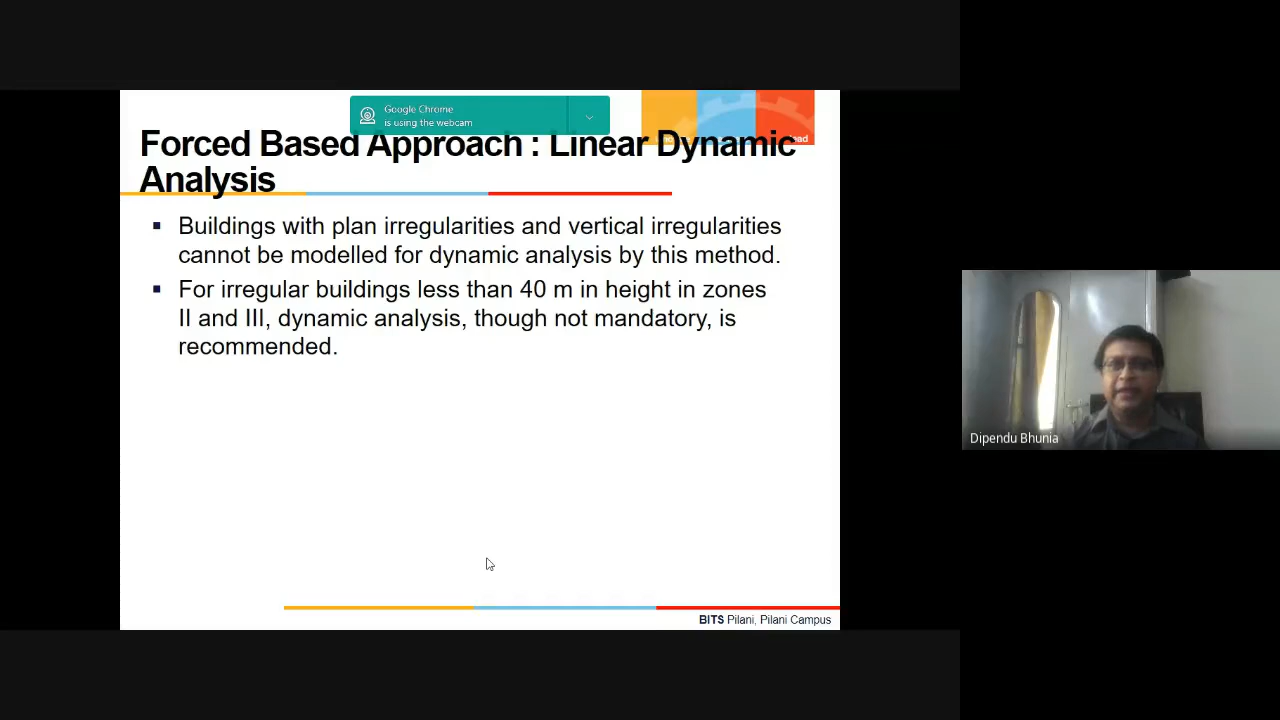 Google Chrome
is using the webcam
Forced Based Approach : Linear Dynamic
Analysis
▪ Buildings with plan irregularities and vertical irregularities
cannot be modelled for dynamic analysis by this method.
▪ For irregular buildings less than 40 m in height in zones
II and III, dynamic analysis, though not mandatory, is
recommended.
Dipendu Bhunia
BITS Pilani, Pilani Campus